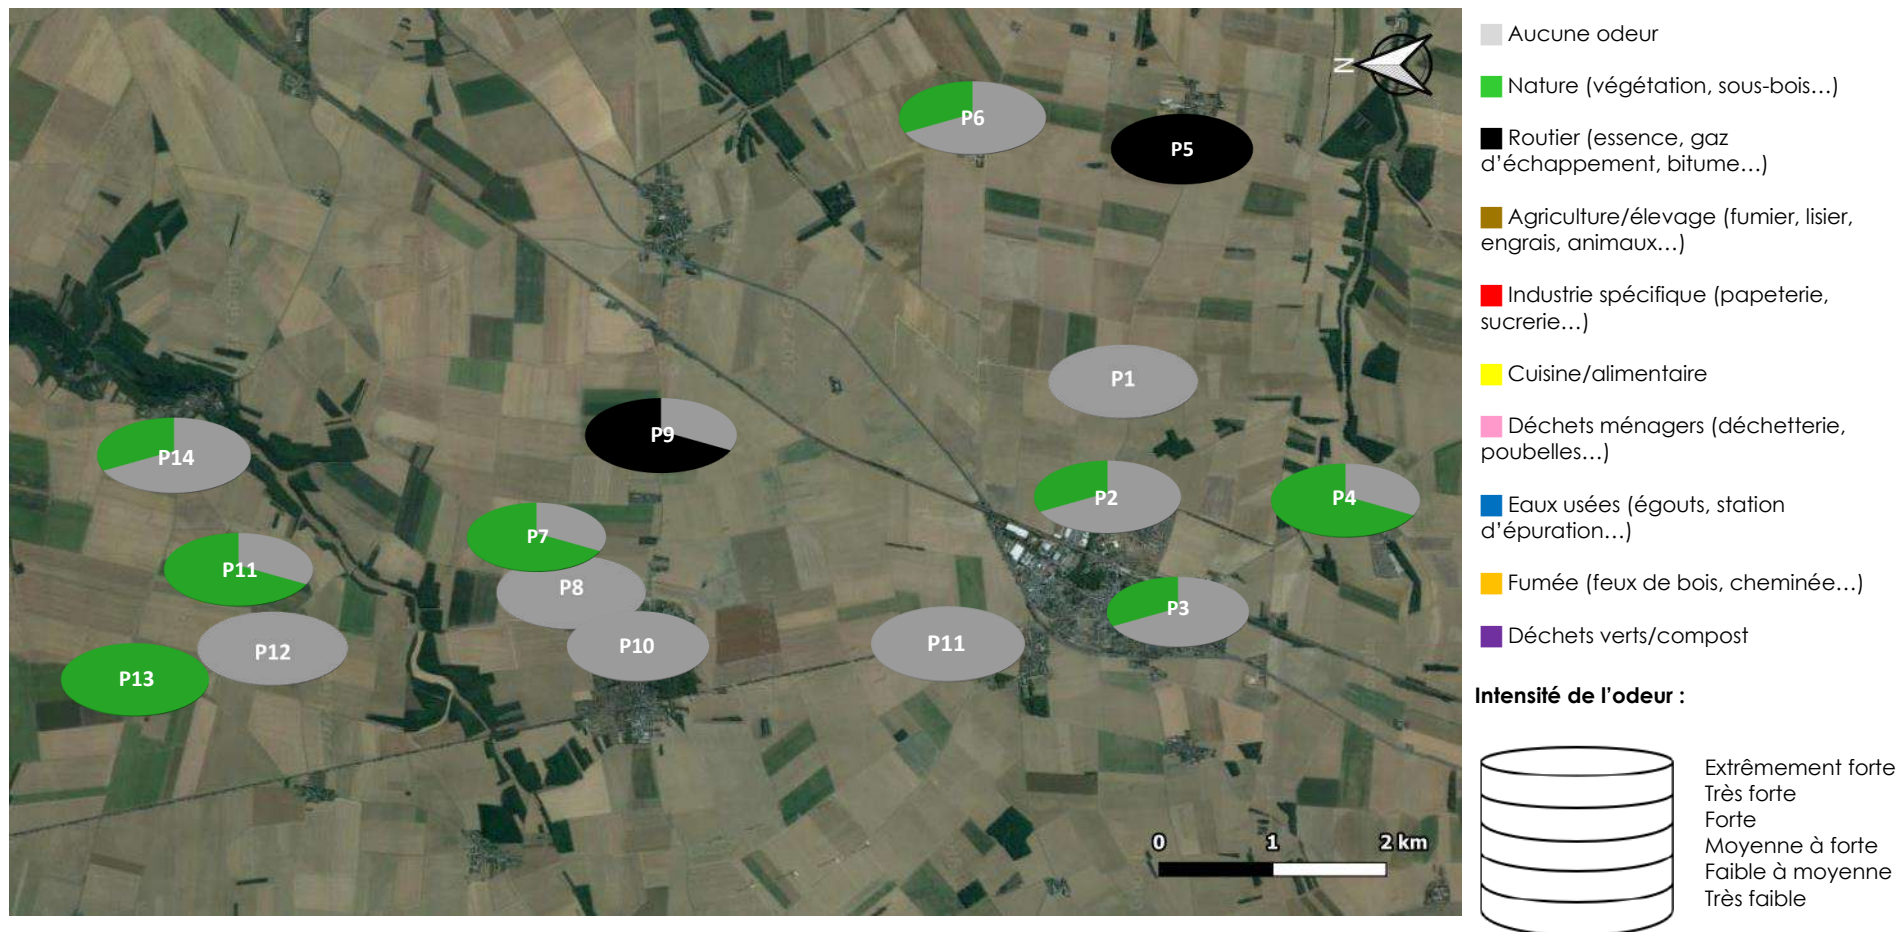 N
P6
P5
P1
P9
P14
P2
P4
P7
P11
P8
P3
P10
P11
P12
P13
0 1 2 km
Aucune odeur
Nature (végétation, sous-bois…)
Routier (essence, gaz
d’échappement, bitume…)
Agriculture/élevage (fumier, lisier,
engrais, animaux…)
Industrie spécifique (papeterie,
sucrerie…)
Cuisine/alimentaire
Déchets ménagers (déchetterie,
poubelles…)
Eaux usées (égouts, station
d’épuration…)
Fumée (feux de bois, cheminée…)
Déchets verts/compost
Intensité de l’odeur :
Extrêmement forte
Très forte
Forte
Moyenne à forte
Faible à moyenne
Très faible